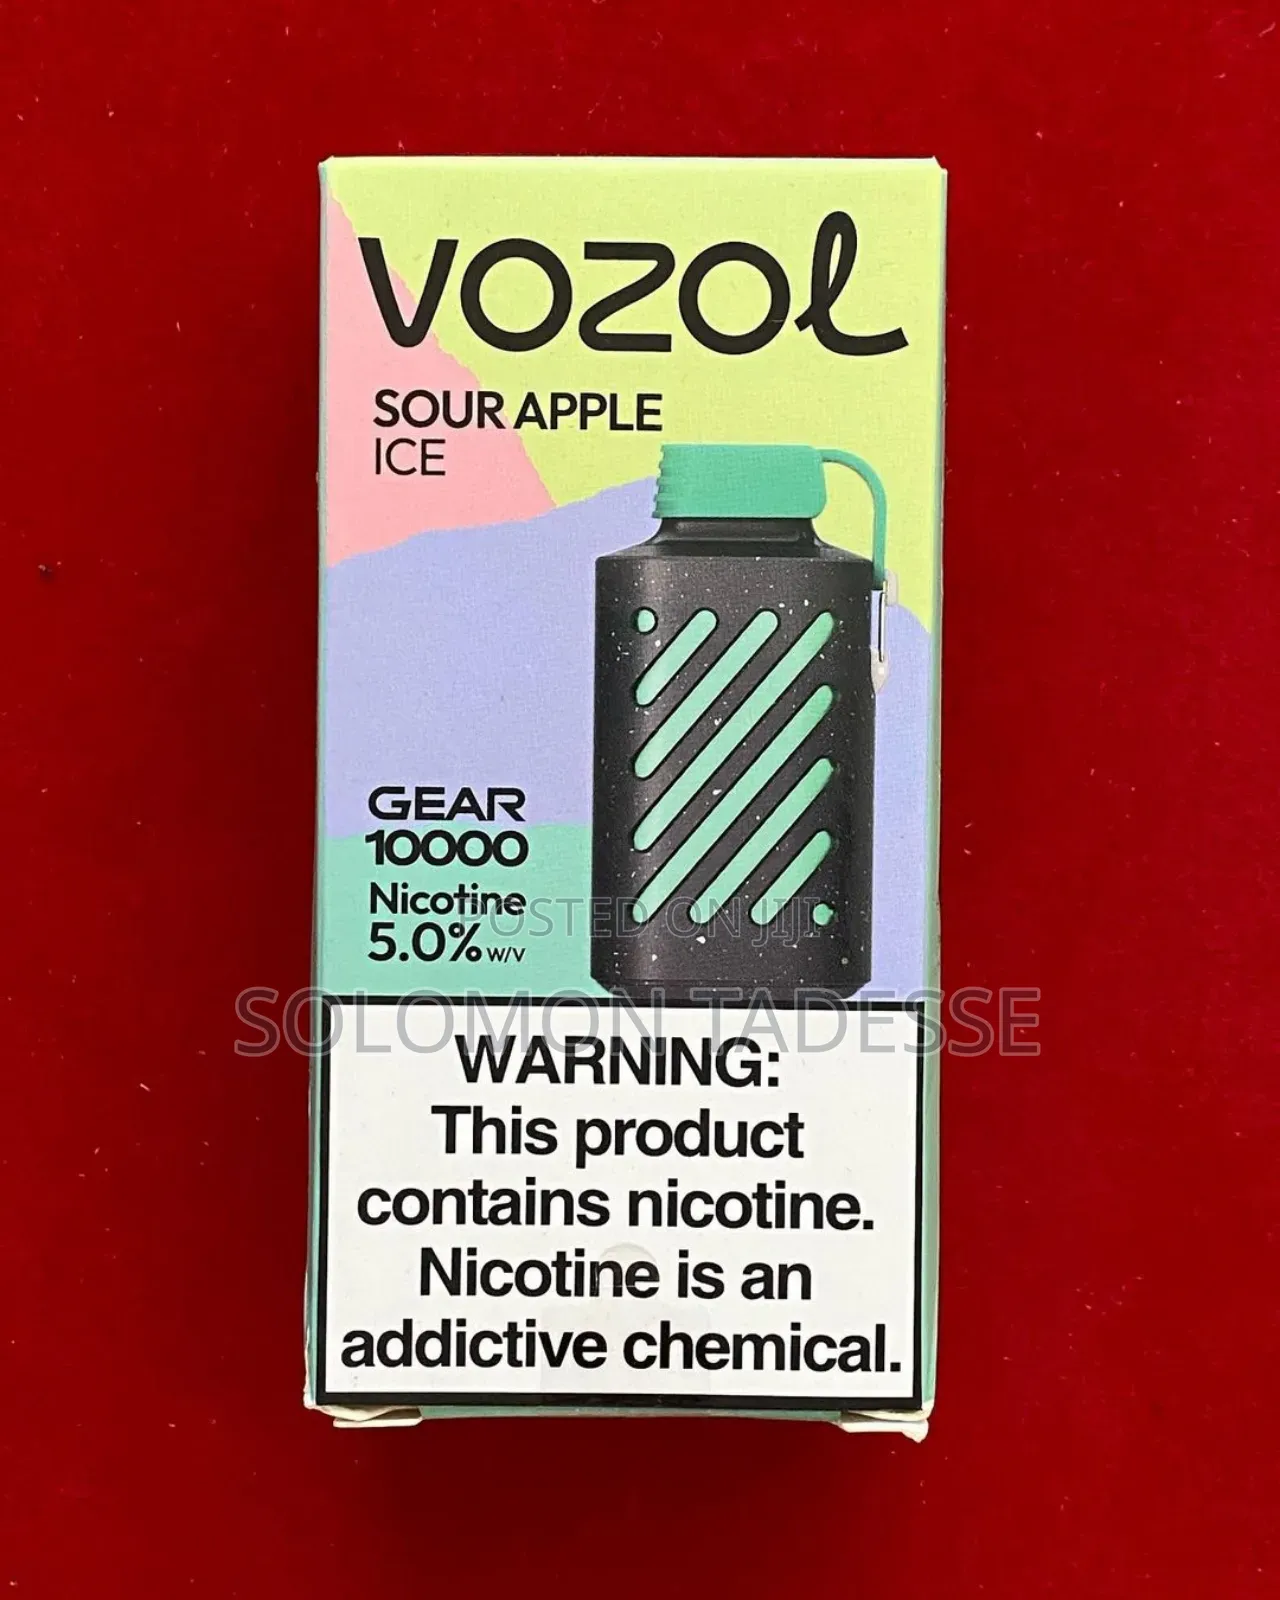 VOZOL
SOUR APPLE
ICE
GEAR
10000
Nicotine
5.0% W/V
POSTED ON JIJI
SOLOMON TADESSE
WARNING:
This product
contains nicotine.
Nicotine is an
addictive chemical.